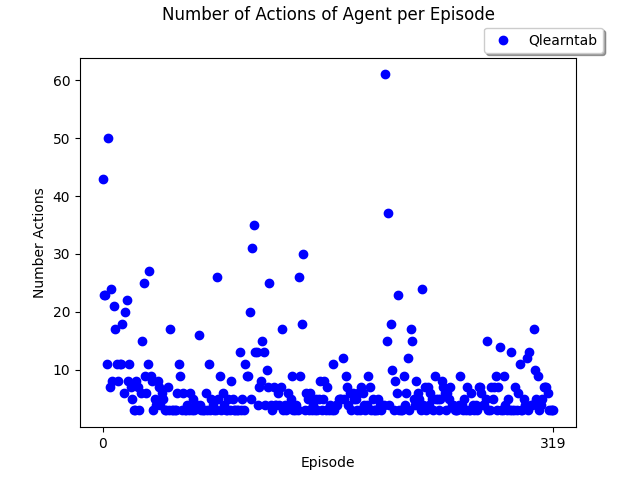 Number of Actions of Agent per Episode
Qlearntab
60
50
40
30
20
10
Number Actions
0
319
Episode